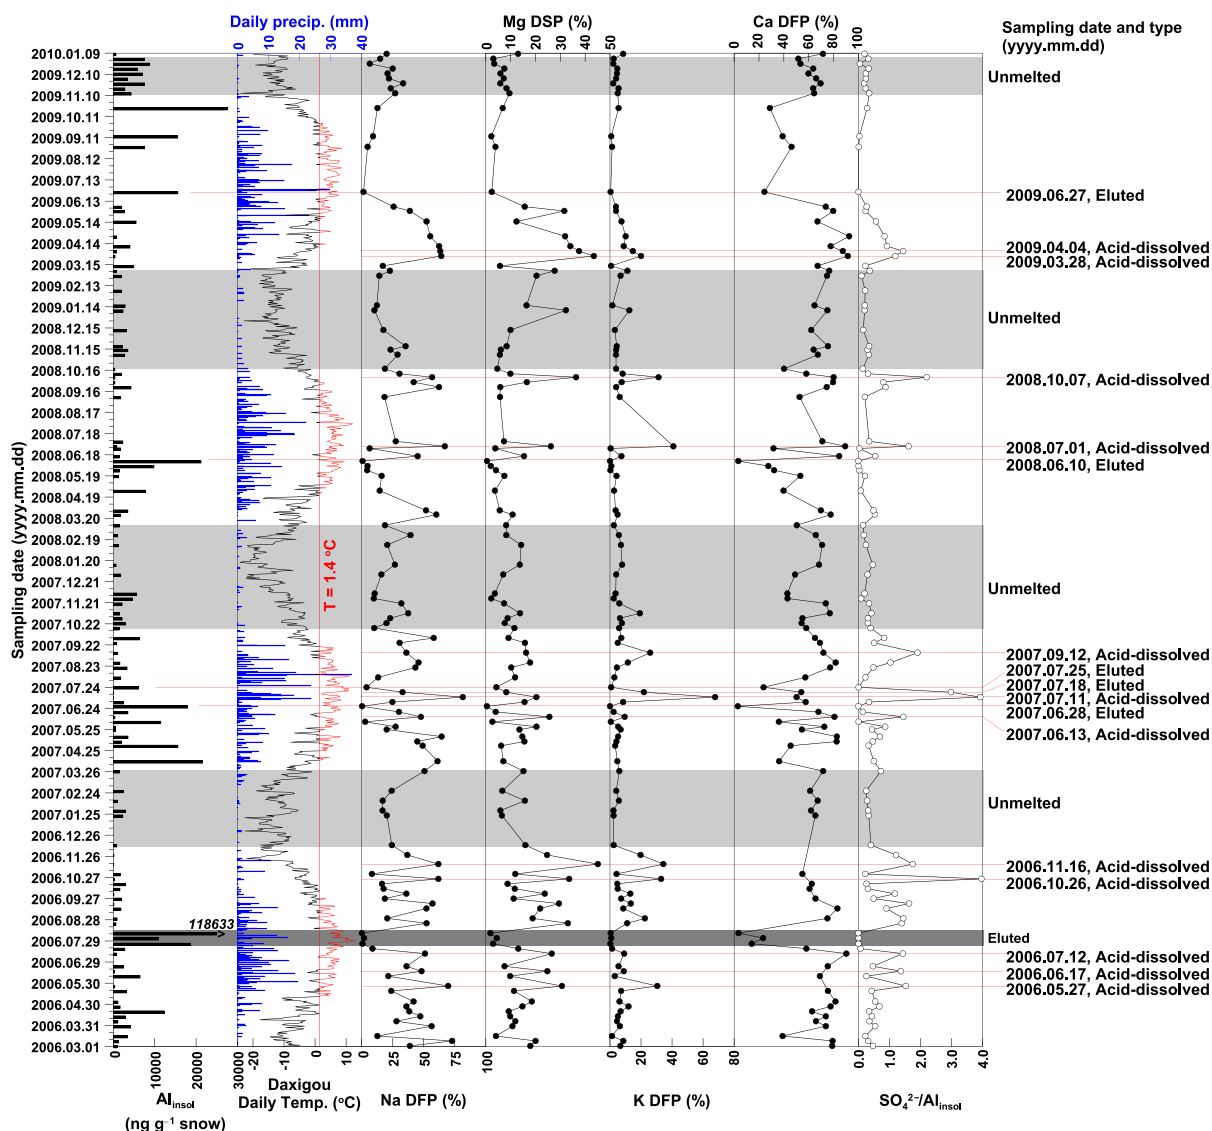 Daily precip. (mm)
Mg DSP (%)
Ca DFP (%)
Sampling date and type
(yyyy.mm.dd)
0 10 20 30 40
0 10 20 30 40 50
0 20 40 60 80 100
Sampling date (yyyy.mm.dd)
2010.01.09
2009.12.10
2009.11.10
2009.10.11
2009.09.11
2009.08.12
2009.07.13
2009.06.13
2009.05.14
2009.04.14
2009.03.15
2009.02.13
2009.01.14
2008.12.15
2008.11.15
2008.10.16
2008.09.16
2008.08.17
2008.07.18
2008.06.18
2008.05.19
2008.04.19
2008.03.20
2008.02.19
2008.01.20
2007.12.21
2007.11.21
2007.10.22
2007.09.22
2007.08.23
2007.07.24
2007.06.24
2007.05.25
2007.04.25
2007.03.26
2007.02.24
2007.01.25
2006.12.26
2006.11.26
2006.10.27
2006.09.27
2006.08.28
2006.07.29
2006.06.29
2006.05.30
2006.04.30
2006.03.31
2006.03.01
T = 1.4 °C
118633
>
Unmelted
2009.06.27, Eluted
2009.04.04, Acid-dissolved
2009.03.28, Acid-dissolved
Unmelted
2008.10.07, Acid-dissolved
2008.07.01, Acid-dissolved
2008.06.10, Eluted
Unmelted
2007.09.12, Acid-dissolved
2007.07.25, Eluted
2007.07.18, Eluted
2007.07.11, Acid-dissolved
2007.06.28, Eluted
2007.06.13, Acid-dissolved
Unmelted
2006.11.16, Acid-dissolved
2006.10.26, Acid-dissolved
Eluted
2006.07.12, Acid-dissolved
2006.06.17, Acid-dissolved
2006.05.27, Acid-dissolved
0 10000 20000 30000
-20 -10 0 10
0 25 50 75 100
0 20 40 60 80
0.0 1.0 2.0 3.0 4.0
Al insol
(ng g⁻¹ snow)
Daxigou
Daily Temp. (°C)
Na DFP (%)
K DFP (%)
SO₄²⁻/Al insol